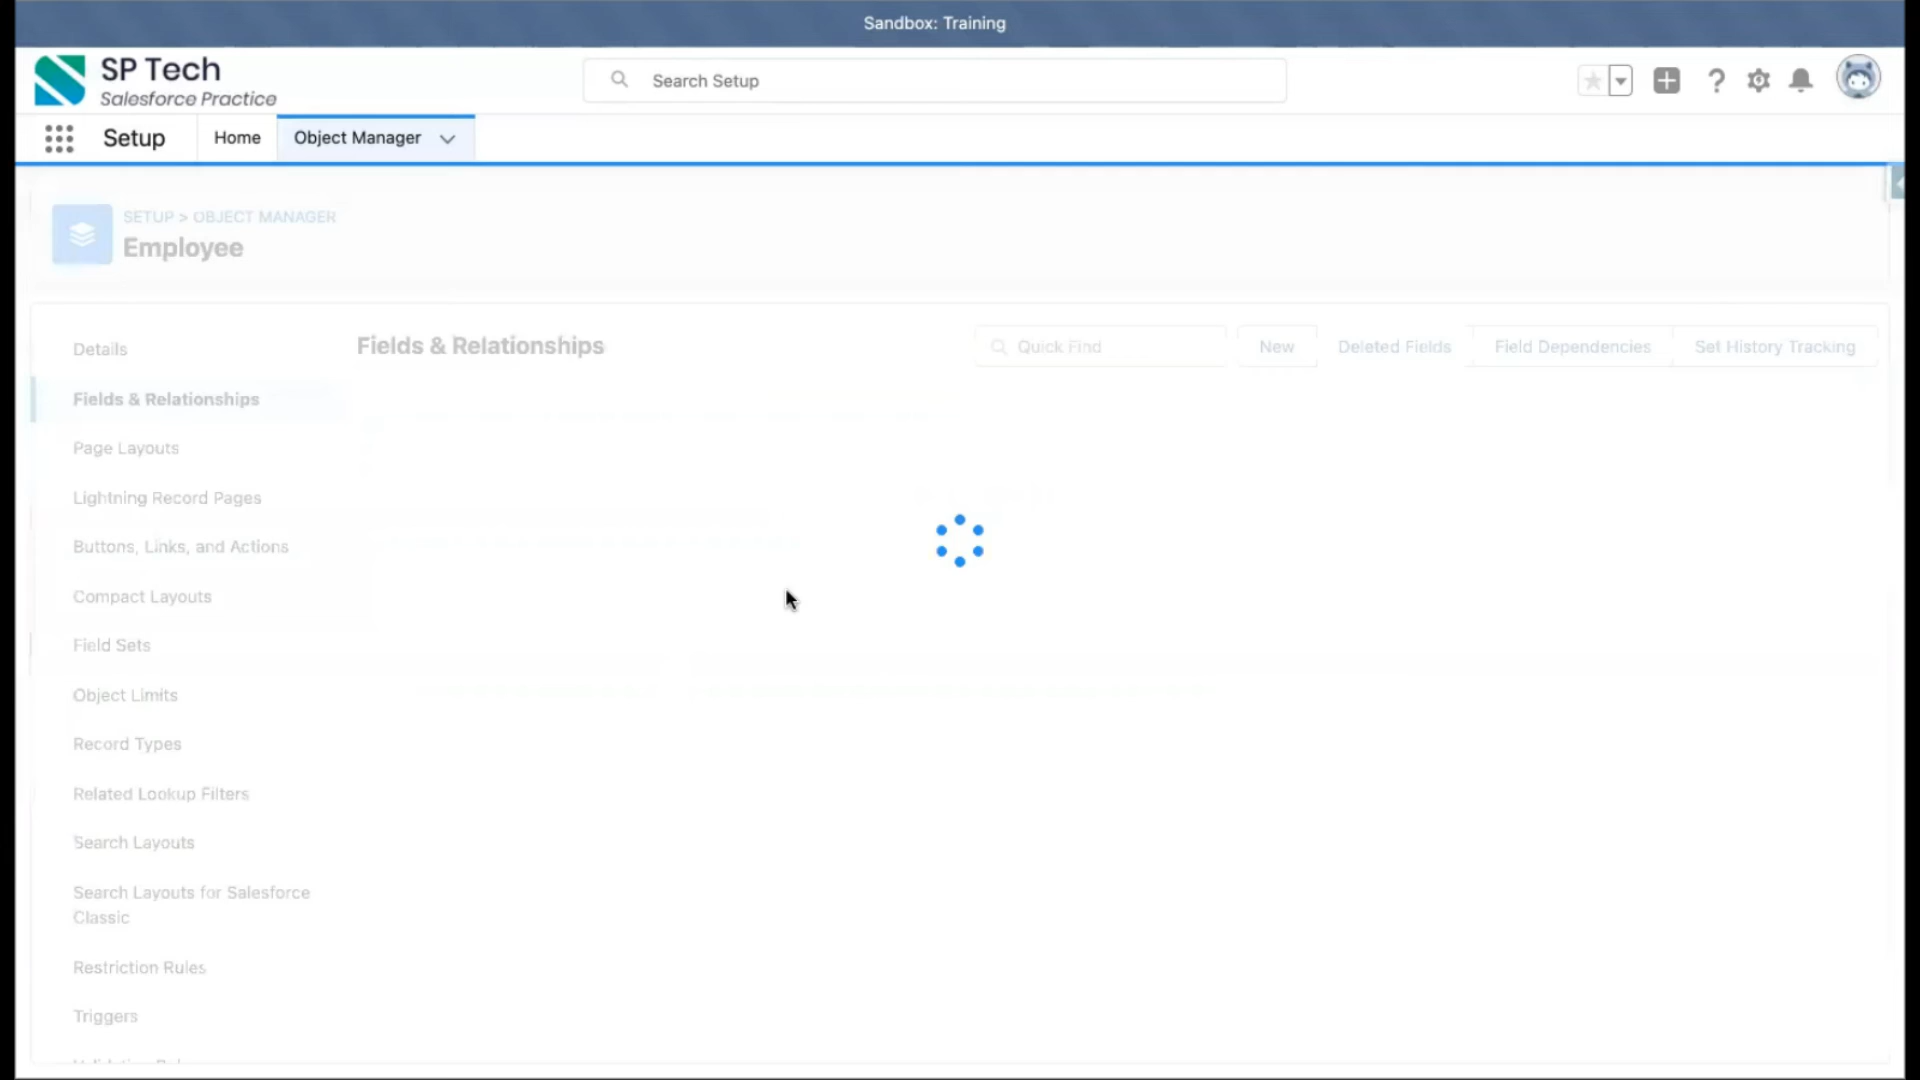 Sandbox: Training
SP Tech
Salesforce Practice
Search Setup
Setup
Home
Object Manager
SETUP > OBJECT MANAGER
Employee
Details
Fields & Relationships
Page Layouts
Lightning Record Pages
Buttons, Links, and Actions
Compact Layouts
Field Sets
Object Limits
Record Types
Related Lookup Filters
Search Layouts
Search Layouts for Salesforce
Classic
Restriction Rules
Triggers
Fields & Relationships
Quick Find
New
Deleted Fields
Field Dependencies
Set History Tracking